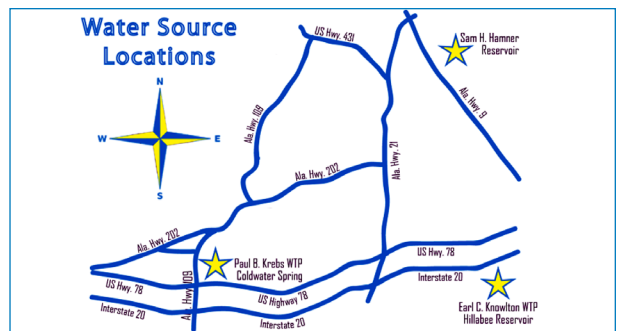 Water Source
Locations
N
W
E
S
US Hwy 431
Sam H. Hamner
Reservoir
Ala. Hwy. 109
Ala. Hwy. 9
Ala. Hwy. 21
Ala. Hwy. 202
Ala. Hwy. 202
US Hwy. 78
Paul B. Krebs WTP
Coldwater Spring
US Hwy. 78
Ala. Hwy. 109
US Highway 78
Interstate 20
Earl C. Knowlton WTP
Hillabee Reservoir
Interstate 20
Interstate 20